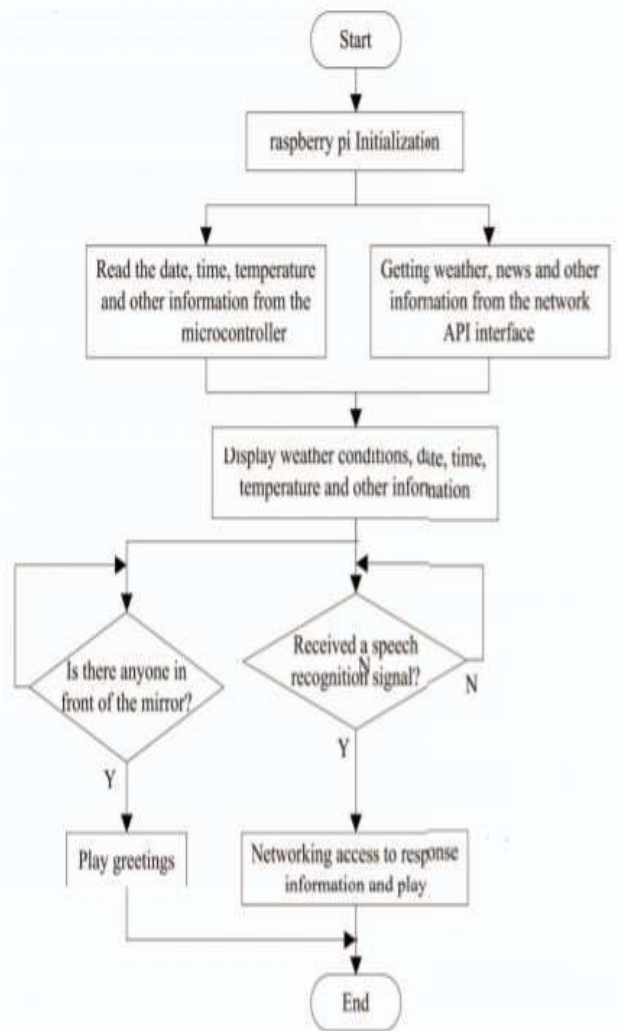 Start
raspberry pi Initialization
Read the date, time, temperature
and other information from the
microcontroller
Getting weather, news and other
information from the network
API interface
Display weather conditions, date, time,
temperature and other information
Is there anyone in
front of the mirror?
Received a speech
N
recognition signal?
N
Y
Y
Play greetings
Networking access to response
information and play
End